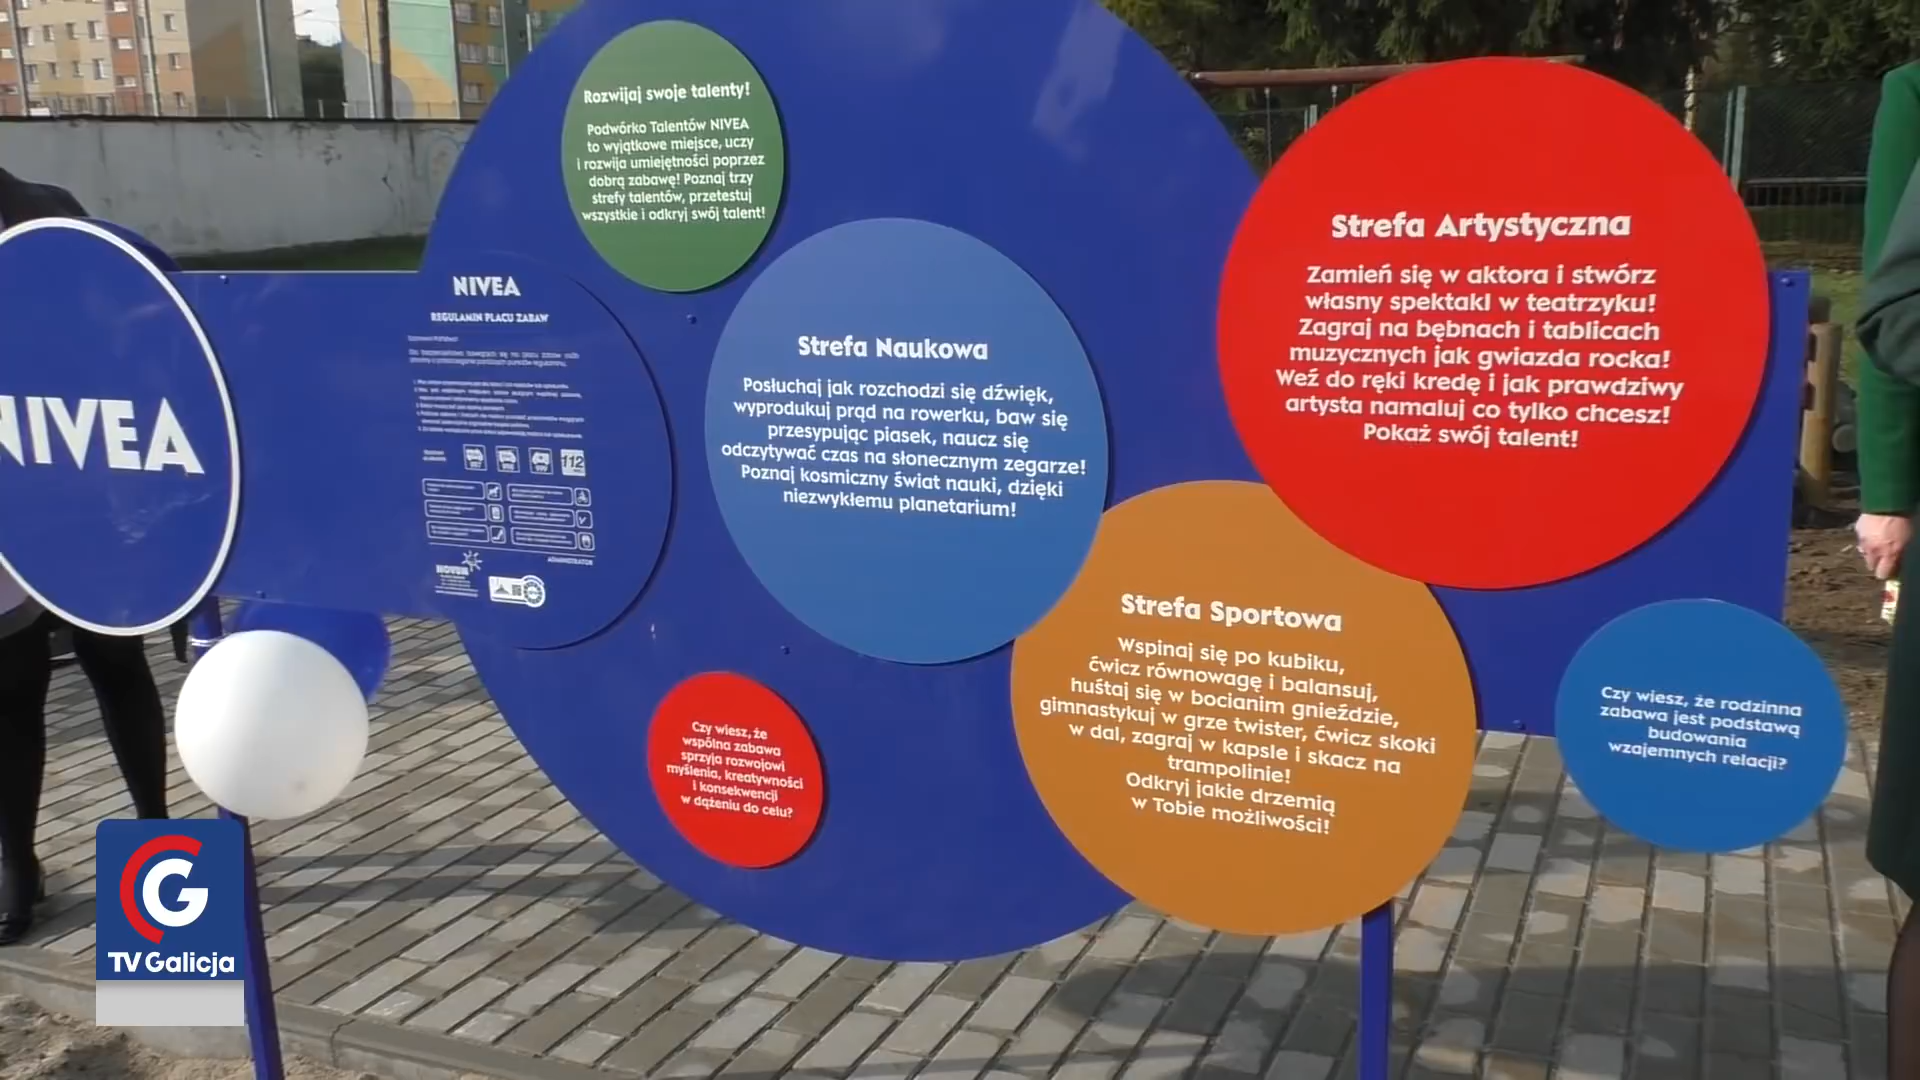 Rozwijaj swoje talenty!
Podwórko Talentów NIVEA
to wyjątkowe miejsce, uczy
i rozwija umiejętności poprzez
dobrą zabawę! Poznaj trzy
strefy talentów, przetestuj
wszystkie i odkryj swój talent!
NIVEA
NIVEA
REGULAMIN PLACU ZABAW
112
ADMINISTRATOR
Strefa Naukowa
Posłuchaj jak rozchodzi się dźwięk,
wyprodukuj prąd na rowerku, baw się
przesypując piasek, naucz się
odczytywać czas na słonecznym zegarze!
Poznaj kosmiczny świat nauki, dzięki
niezwykłemu planetarium!
Strefa Artystyczna
Zamień się w aktora i stwórz
własny spektakl w teatrzyku!
Zagraj na bębnach i tablicach
muzycznych jak gwiazda rocka!
Weź do ręki kredę i jak prawdziwy
artysta namaluj co tylko chcesz!
Pokaż swój talent!
Strefa Sportowa
Wspinaj się po kubiku,
ćwicz równowagę i balansuj,
huśtaj się w bocianim gnieździe,
gimnastykuj w grze twister, ćwicz skoki
w dal, zagraj w kapsle i skacz na
trampolinie!
Odkryj jakie drzemią
w Tobie możliwości!
Czy wiesz, że
wspólna zabawa
sprzyja rozwojowi
myślenia, kreatywności
i konsekwencji
w dążeniu do celu?
Czy wiesz, że rodzinna
zabawa jest podstawą
budowania
wzajemnych relacji?
TV Galicja